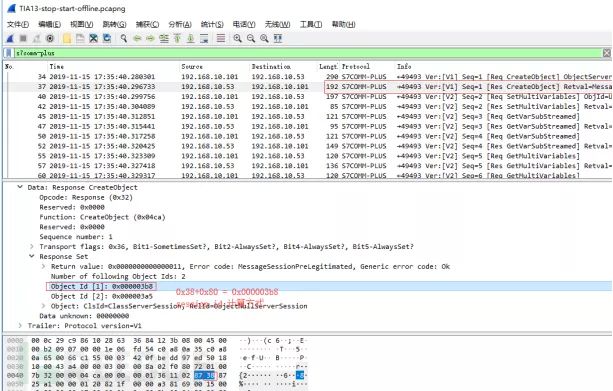 TIA13-stop-start-offline.pcapng
文件(F) 编辑(E) 视图(V) 跳转(G) 捕获(C) 分析(A) 统计(S) 电话(Y) 无线(W) 工具(T) 帮助(H)
s7comm-plus
No. Time Source Destination Lengt Protocol Info
34 2019-11-15 17:35:40.280301 192.168.10.53 192.168.10.101 290 S7COMM-PLUS →49493 Ver:[V1] Seq=1 [Req CreateObject] ObjectServer
37 2019-11-15 17:35:40.296733 192.168.10.101 192.168.10.53 192 S7COMM-PLUS →49493 Ver:[V1] Seq=1 [Res CreateObject] Retval=Messa
40 2019-11-15 17:35:40.299756 192.168.10.53 192.168.10.101 197 S7COMM-PLUS →49493 Ver:[V2] Seq=2 [Req SetMultiVariables] ObjId=
42 2019-11-15 17:35:40.304089 192.168.10.101 192.168.10.53 85 S7COMM-PLUS →49493 Ver:[V2] Seq=2 [Res SetMultiVariables] Retval=
45 2019-11-15 17:35:40.312851 192.168.10.53 192.168.10.101 121 S7COMM-PLUS →49493 Ver:[V2] Seq=3 [Req GetVarSubStreamed]
47 2019-11-15 17:35:40.315441 192.168.10.101 192.168.10.53 94 S7COMM-PLUS →49493 Ver:[V2] Seq=3 [Res GetVarSubStreamed] Retval=
50 2019-11-15 17:35:40.317258 192.168.10.53 192.168.10.101 121 S7COMM-PLUS →49493 Ver:[V2] Seq=4 [Req GetVarSubStreamed]
52 2019-11-15 17:35:40.320425 192.168.10.101 192.168.10.53 149 S7COMM-PLUS →49493 Ver:[V2] Seq=4 [Res GetVarSubStreamed] Retval=
55 2019-11-15 17:35:40.323309 192.168.10.53 192.168.10.101 134 S7COMM-PLUS →49493 Ver:[V2] Seq=5 [Req GetMultiVariables]
57 2019-11-15 17:35:40.327418 192.168.10.101 192.168.10.53 136 S7COMM-PLUS →49493 Ver:[V2] Seq=5 [Res GetMultiVariables] Retval=
60 2019-11-15 17:35:40.329317 192.168.10.53 192.168.10.101 120 S7COMM-PLUS →49493 Ver:[V2] Seq=6 [Req GetMultiVariables]
Data: Response CreateObject
Opcode: Response (0x32)
Reserved: 0x0000
Function: CreateObject (0x04ca)
Reserved: 0x0000
Sequence number: 1
Transport flags: 0x36, Bit1-SometimesSet?, Bit2-AlwaysSet?, Bit4-AlwaysSet?, Bit5-AlwaysSet?
Response Set
Return value: 0x0000000000000011, Error code: MessageSessionPreLegitimated, Generic error code: Ok
Number of following Object Ids: 2
Object Id [1]: 0x000003b8
0x38+0x80 = 0x000003b8
Object Id [2]: 0x000003a5
session id 计算方式
Object: ClsId=ClassServerSession, RelId=ObjectNullServerSession
Data unknown: 00000000
Trailer: Protocol version=V1
0000 00 0c 29 c9 86 10 28 63 36 84 12 3b 08 00 45 00
0010 00 b2 09 07 00 00 1e 06 fd 54 c0 a8 0a 35 c0 a8
0020 0a 65 00 66 c1 55 00 03 42 0f be dd 97 ed 50 18
0030 10 00 43 a4 00 00 03 00 00 8a 02 f0 80 72 01 00
0040 7b 32 00 00 04 ca 00 00 00 01 36 11 02 87 38 87
0050 25 a1 00 00 01 20 82 1f 00 00 a3 81 69 00 15 00